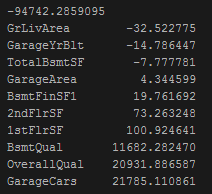 -94742.2859095
GrLivArea -32.522775
GarageYrBlt -14.786447
TotalBsmtSF -7.777781
GarageArea 4.344599
BsmtFinSF1 19.761692
2ndFlrSF 73.263248
1stFlrSF 100.924641
BsmtQual 11682.282470
OverallQual 20931.886587
GarageCars 21785.110861